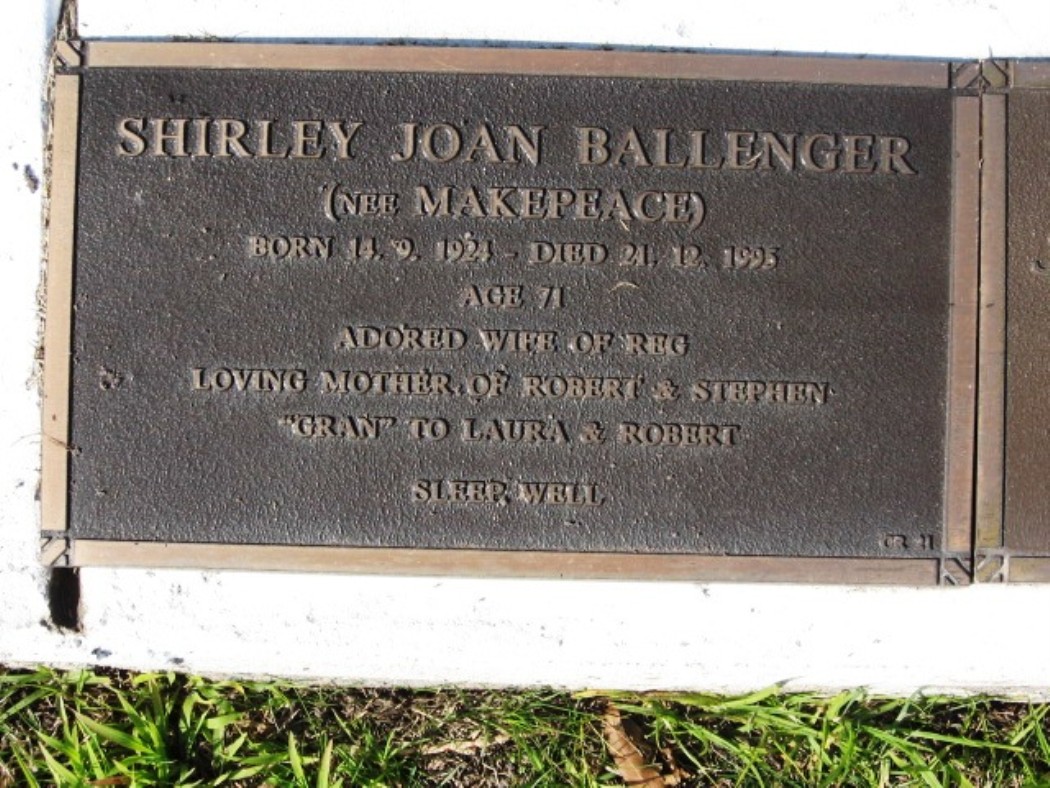 SHIRLEY JOAN BALLENGER
(NEE MAKEPEACE)
BORN 14. 9. 1924 - DIED 21. 12. 1995
AGE 71
ADORED WIFE OF REG
LOVING MOTHER OF ROBERT & STEPHEN
"GRAN" TO LAURA & ROBERT
SLEEP WELL